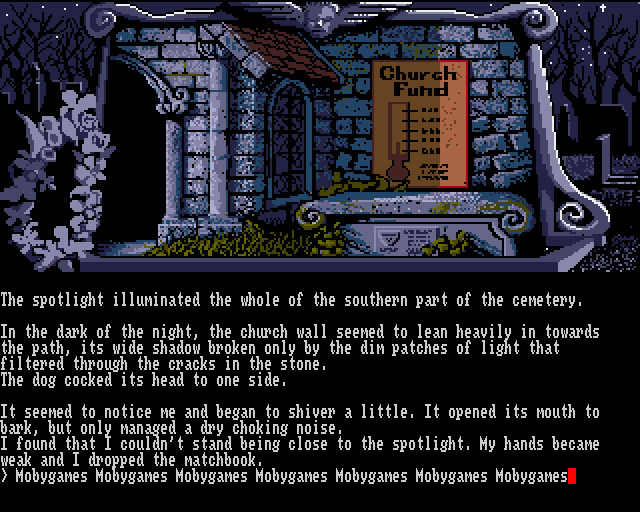 Church
Fund
The spotlight illuminated the whole of the southern part of the cemetery.
In the dark of the night, the church wall seemed to lean heavily in towards
the path, its wide shadow broken only by the dim patches of light that
filtered through the cracks in the stone.
The dog cocked its head to one side.
It seemed to notice me and began to shiver a little. It opened its mouth to
bark, but only managed a dry choking noise.
I found that I couldn't stand being close to the spotlight. My hands became
weak and I dropped the matchbook.
> Mobygames Mobygames Mobygames Mobygames Mobygames Mobygames Mobygames